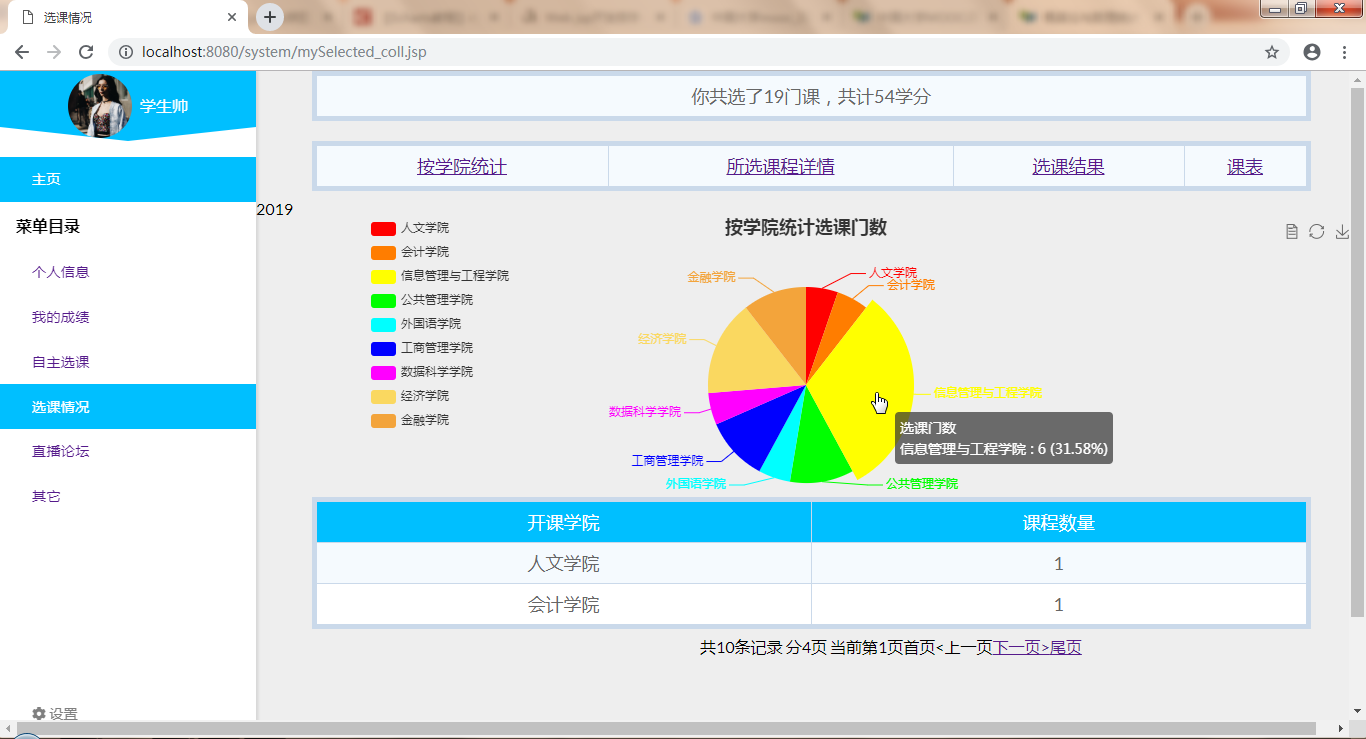 选课情况
localhost:8080/system/mySelected_coll.jsp
学生帅
主页
菜单目录
个人信息
我的成绩
自主选课
选课情况
直播论坛
其它
设置
你共选了19门课，共计54学分
按学院统计 所选课程详情 选课结果 课表
2019
按学院统计选课门数
人文学院
会计学院
信息管理与工程学院
公共管理学院
外国语学院
工商管理学院
数据科学学院
经济学院
金融学院
人文学院
会计学院
信息管理与工程学院
公共管理学院
外国语学院
工商管理学院
数据科学学院
经济学院
金融学院
选课门数
信息管理与工程学院 : 6 (31.58%)
开课学院 课程数量
人文学院 1
会计学院 1
共10条记录 分4页 当前第1页首页<上一页下一页>尾页